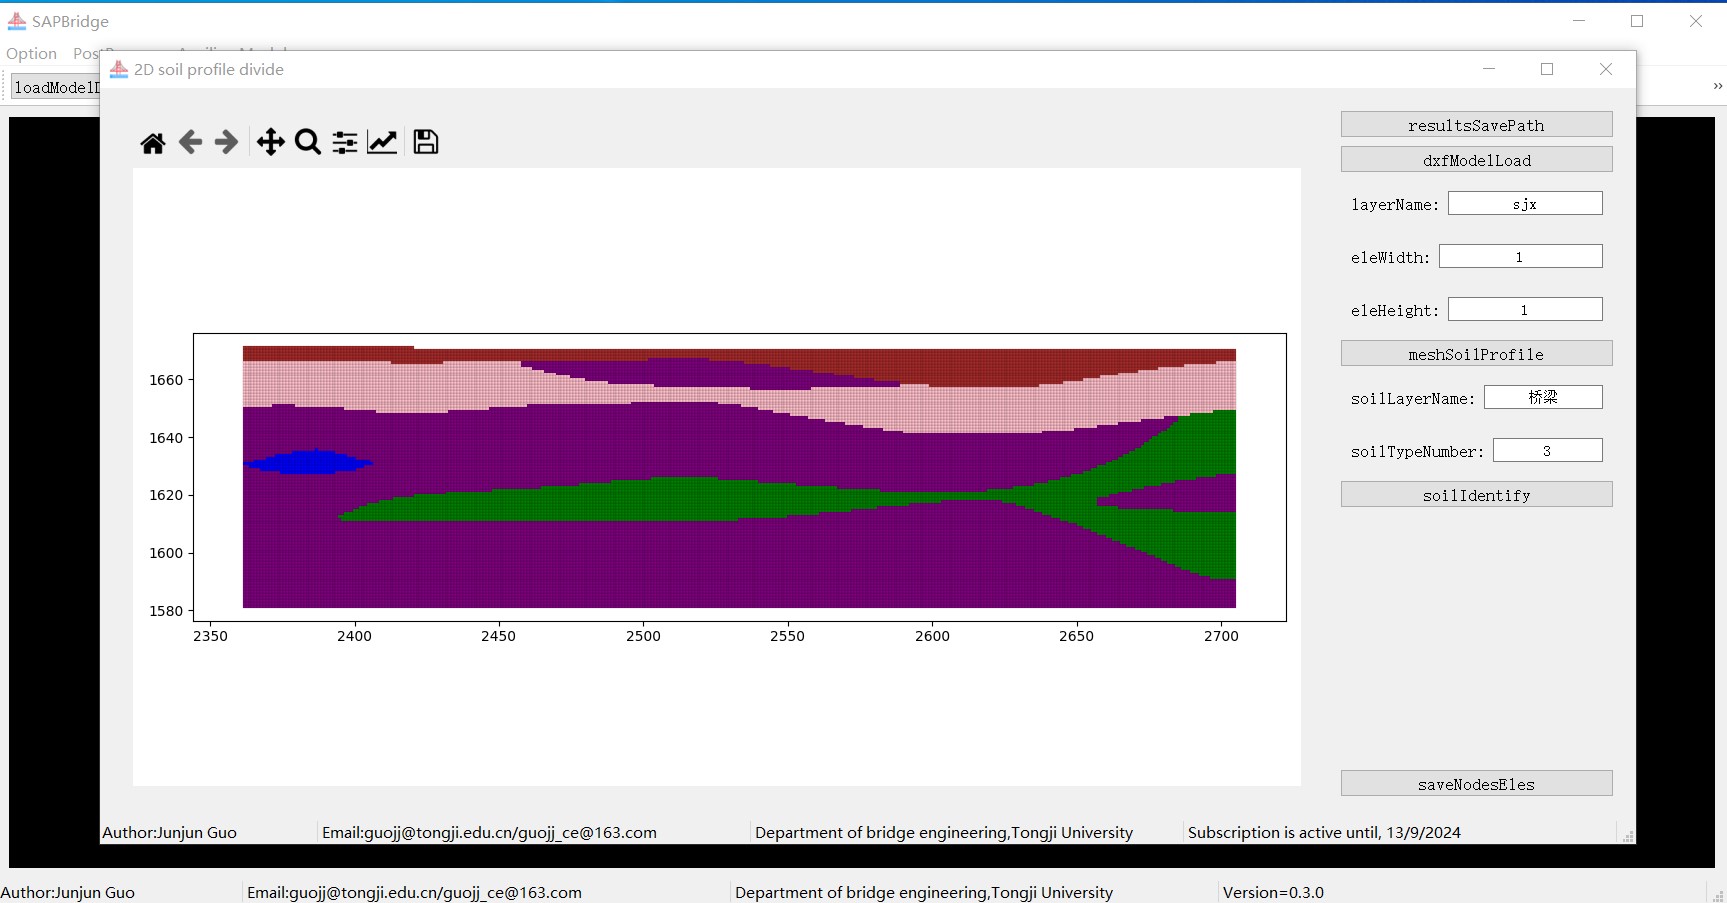 SAPBridge
Option Post
loadModelD
2D soil profile divide
resultsSavePath
dxfModelLoad
layerName: sjx
eleWidth: 1
eleHeight: 1
meshSoilProfile
soilLayerName: 桥梁
soilTypeNumber: 3
soilIdentify
1660
1640
1620
1600
1580
2350 2400 2450 2500 2550 2600 2650 2700
saveNodesEles
Author:Junjun Guo Email:guojj@tongji.edu.cn/guojj_ce@163.com Department of bridge engineering,Tongji University Subscription is active until, 13/9/2024
Author:Junjun Guo Email:guojj@tongji.edu.cn/guojj_ce@163.com Department of bridge engineering,Tongji University Version=0.3.0